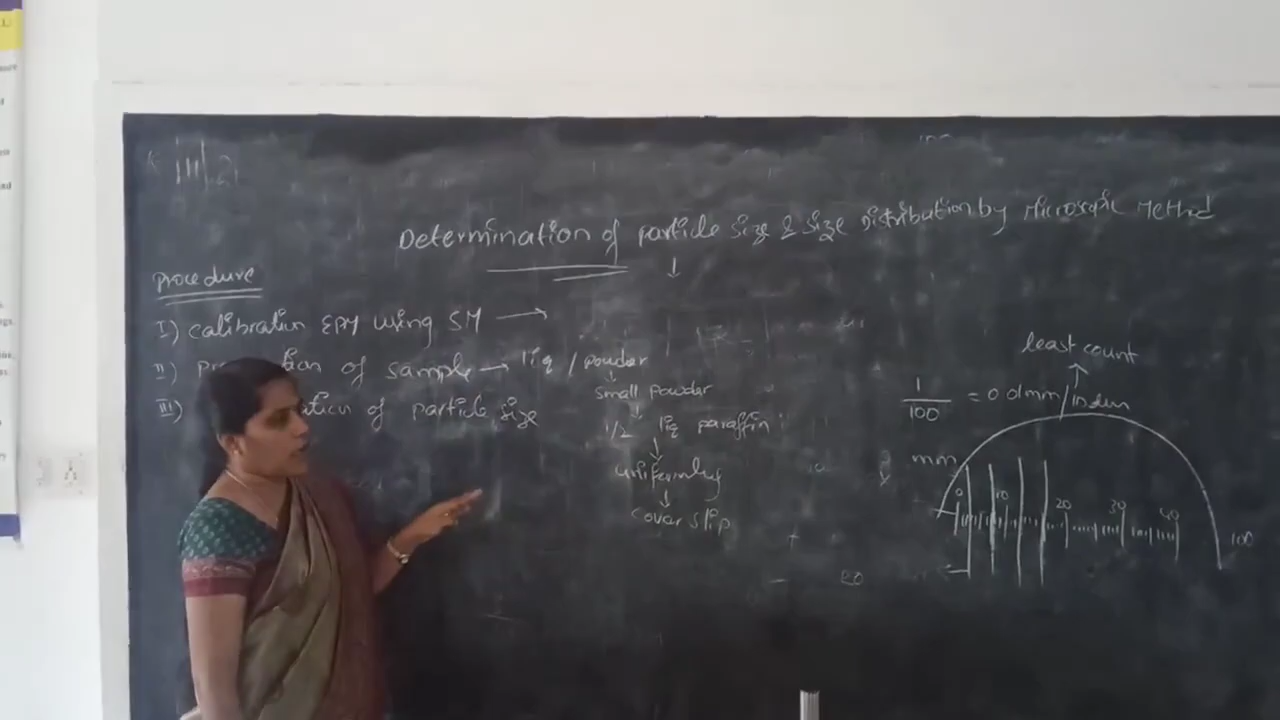 Determination of particle size & size Distribution by Microscopic Method
Procedure
I) calibration EPM using SM →
II) of sample → liq / powder
III) of particle size
small powder
1/2 liq paraffin
uniformly
cover slip
least count
1/100 = 0.01mm/
mm
0 10 20 30 40
100
20